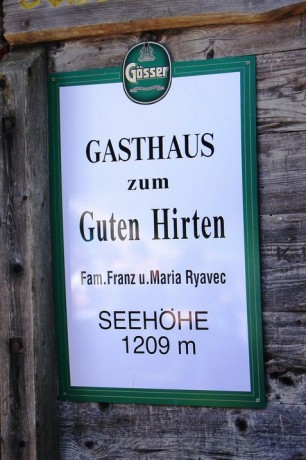 Gösser
GASTHAUS
zum
Guten Hirten
Fam.Franz u.Maria Ryavec
SEEHÖHE
1209 m